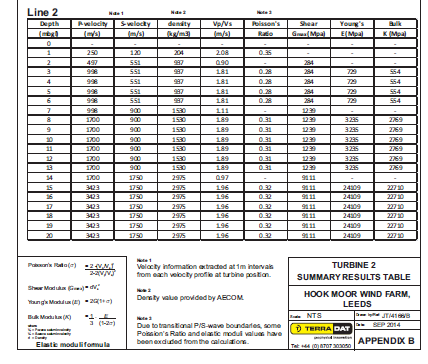 Line 2 Note 1 Note 2 Note 3
Depth P-velocity S-velocity density Vp/Vs Poisson's Shear Young's Bulk
(mbgl) (m/s) (m/s) (kg/m3) (m/s) Ratio Gmax (Mpa) E (Mpa) K (Mpa)
0 - - - - - - - -
1 250 120 204 2.08 0.35 - - -
2 497 551 937 0.90 - 284 - -
3 998 551 937 1.81 0.28 284 729 554
4 998 551 937 1.81 0.28 284 729 554
5 998 551 937 1.81 0.28 284 729 554
6 998 551 937 1.81 0.28 284 729 554
7 998 900 1530 1.11 - 1239 - -
8 1700 900 1530 1.89 0.31 1239 3235 2769
9 1700 900 1530 1.89 0.31 1239 3235 2769
10 1700 900 1530 1.89 0.31 1239 3235 2769
11 1700 900 1530 1.89 0.31 1239 3235 2769
12 1700 900 1530 1.89 0.31 1239 3235 2769
13 1700 900 1530 1.89 0.31 1239 3235 2769
14 1700 1750 2975 0.97 - 9111 - -
15 3423 1750 2975 1.96 0.32 9111 24109 22710
16 3423 1750 2975 1.96 0.32 9111 24109 22710
17 3423 1750 2975 1.96 0.32 9111 24109 22710
18 3423 1750 2975 1.96 0.32 9111 24109 22710
19 3423 1750 2975 1.96 0.32 9111 24109 22710
20 3423 1750 2975 1.96 0.32 9111 24109 22710
Poisson's Ratio (σ)
Shear Modulus (Gmax)
Young's Modulus (E) = 2G(1+σ)
Bulk Modulus (K) = 1 E
3 (1-2σ)
where
Elastic moduli formula
Note 1
Velocity information extracted at 1m intervals
from each velocity profile at turbine position.
Note 2
Density value provided by AECOM.
Note 3
Due to transitional P/S-wave boundaries, some
Poisson's Ratio and elastic moduli values have
been excluded from the calculations.
TURBINE 2
SUMMARY RESULTS TABLE
HOOK MOOR WIND FARM,
LEEDS
Scale NTS
TERRA DAT
geophysical innovation
Tel: +44 (0) 8707 303050
Date SEP 2014
APPENDIX B